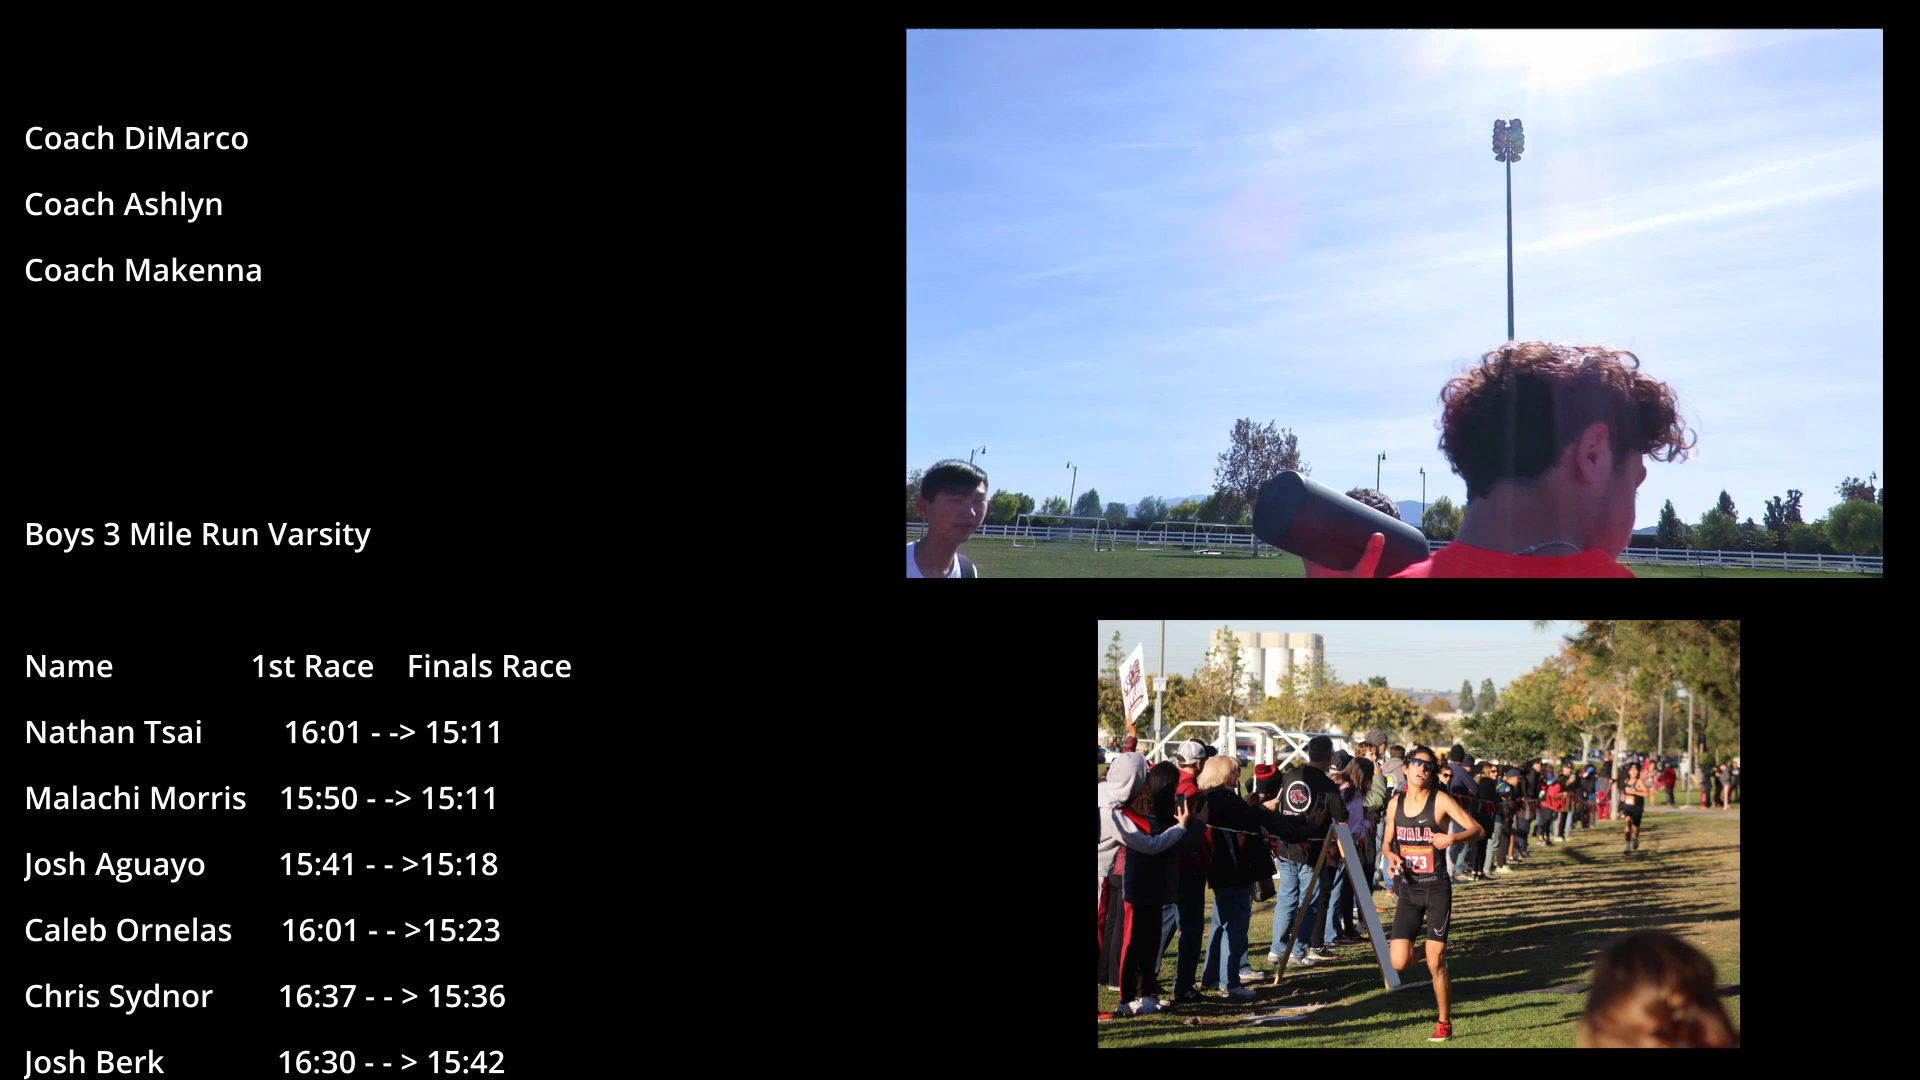 Coach DiMarco
Coach Ashlyn
Coach Makenna
Boys 3 Mile Run Varsity
Name 1st Race Finals Race
Nathan Tsai 16:01 - -> 15:11
Malachi Morris 15:50 - -> 15:11
Josh Aguayo 15:41 - - >15:18
Caleb Ornelas 16:01 - - >15:23
Chris Sydnor 16:37 - - > 15:36
Josh Berk 16:30 - - > 15:42
AYALA